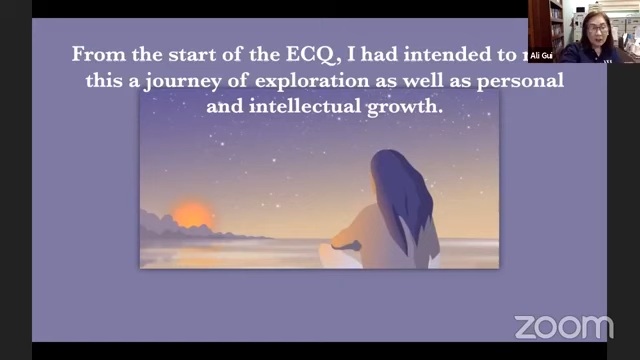 From the start of the ECQ, I had intended to
this a journey of exploration as well as personal
and intellectual growth.
Ali Gui
zoom